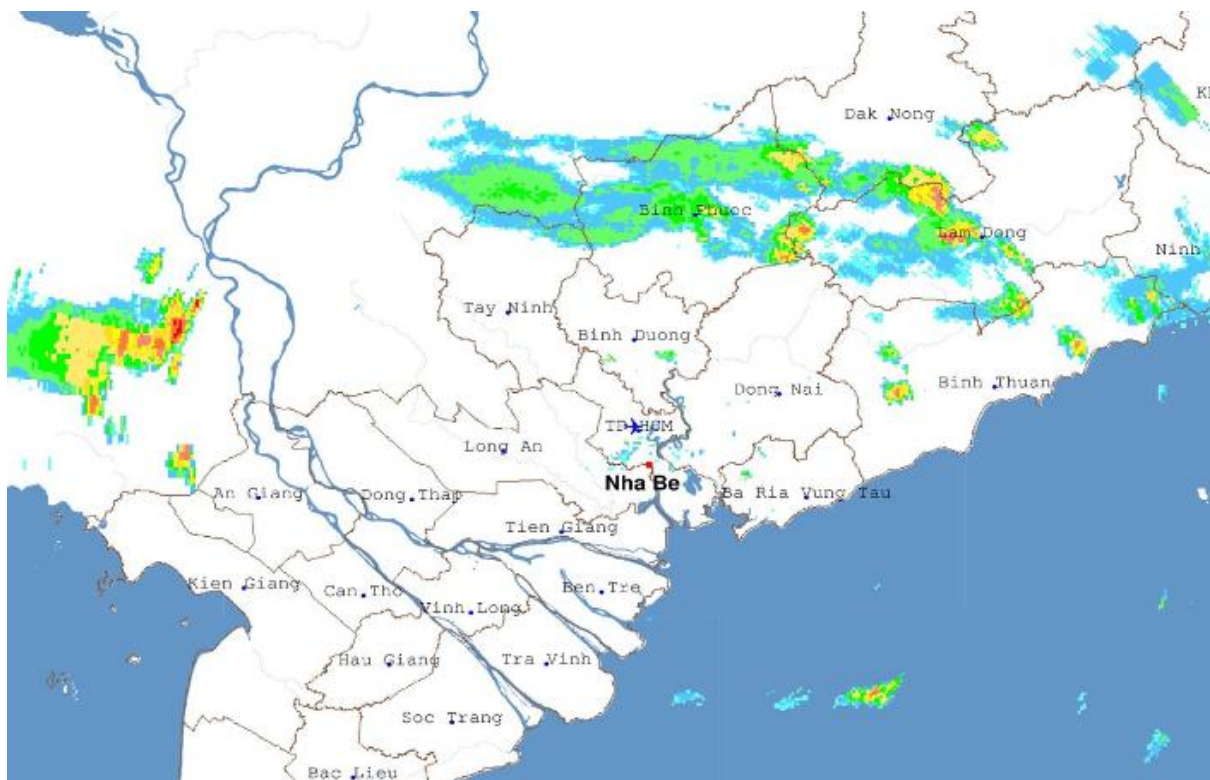 Dak Nong
Binh Phuoc
Lam Dong
Ninh
Tay Ninh
Binh Duong
Dong Nai
Binh Thuan
TP HCM
Long An
Nha Be
An Giang
Dong Thap
Ba Ria Vung Tau
Tien Giang
Kien Giang
Can Tho
Vinh Long
Ben Tre
Hau Giang
Tra Vinh
Soc Trang
Bac Lieu